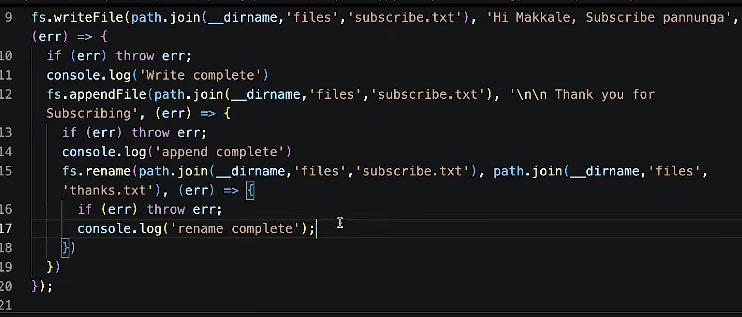 9 fs.writeFile(path.join(__dirname,'files','subscribe.txt'), 'Hi Makkale, Subscribe pannunga',
(err) => {
10 if (err) throw err;
11 console.log('Write complete')
12 fs.appendFile(path.join(__dirname,'files','subscribe.txt'), '\n\n Thank you for
Subscribing', (err) => {
13 if (err) throw err;
14 console.log('append complete')
15 fs.rename(path.join(__dirname,'files','subscribe.txt'), path.join(__dirname,'files',
'thanks.txt'), (err) => {
16 if (err) throw err;
17 console.log('rename complete');
18 })
19 })
20 });
21